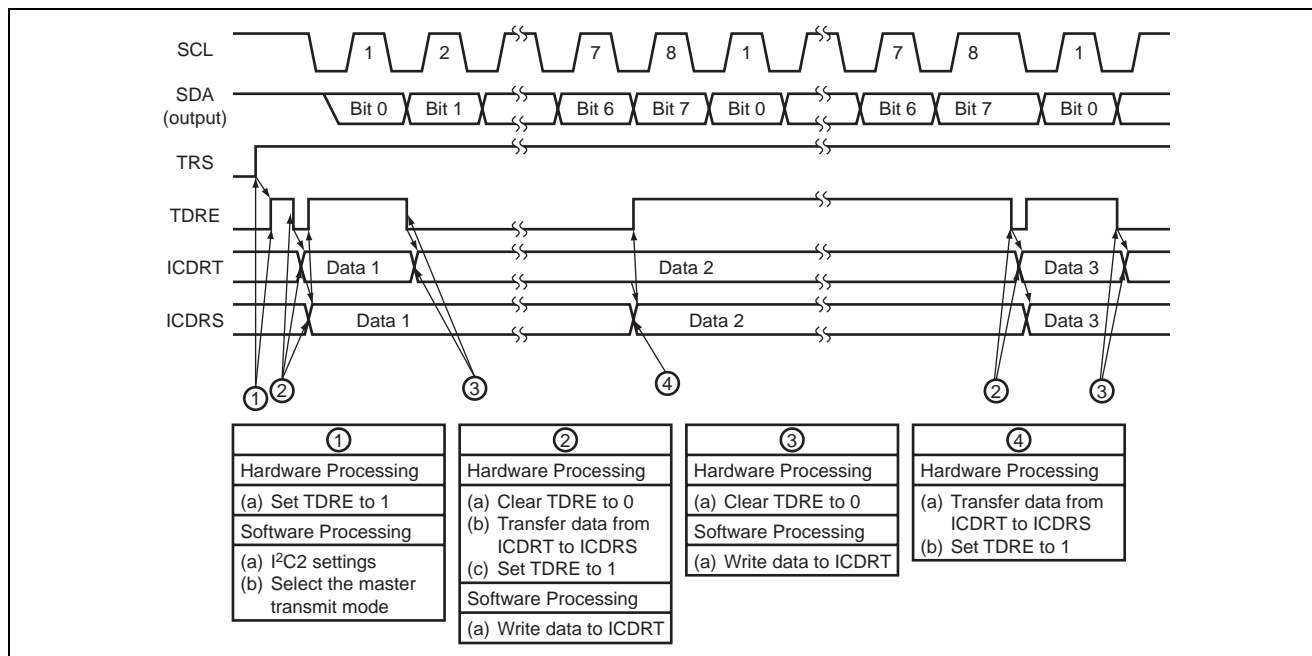 SCL 1 2 7 8 1 7 8 1
SDA
(output)
Bit 0 Bit 1 Bit 6 Bit 7 Bit 0 Bit 6 Bit 7 Bit 0
TRS
TDRE
ICDRT Data 1 Data 2 Data 3
ICDRS Data 1 Data 2 Data 3
① ② ③ ④ ② ③
①
Hardware Processing
(a) Set TDRE to 1
Software Processing
(a) I²C2 settings
(b) Select the master
transmit mode
②
Hardware Processing
(a) Clear TDRE to 0
(b) Transfer data from
ICDRT to ICDRS
(c) Set TDRE to 1
Software Processing
(a) Write data to ICDRT
③
Hardware Processing
(a) Clear TDRE to 0
Software Processing
(a) Write data to ICDRT
④
Hardware Processing
(a) Transfer data from
ICDRT to ICDRS
(b) Set TDRE to 1